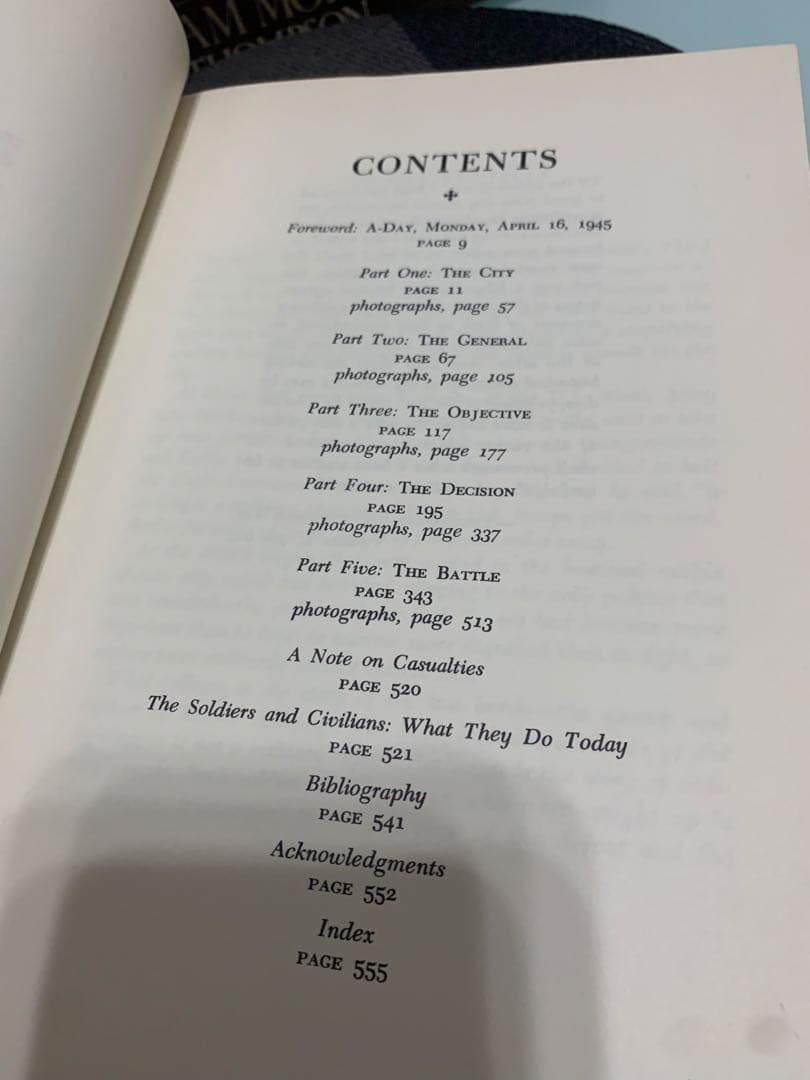 AM MO
THOMPSON
CONTENTS
Foreword: A-DAY, MONDAY, APRIL 16, 1945
PAGE 9
Part One: THE CITY
PAGE 11
photographs, page 57
Part Two: THE GENERAL
PAGE 67
photographs, page 105
Part Three: THE OBJECTIVE
PAGE 117
photographs, page 177
Part Four: THE DECISION
PAGE 195
photographs, page 337
Part Five: THE BATTLE
PAGE 343
photographs, page 513
A Note on Casualties
PAGE 520
The Soldiers and Civilians: What They Do Today
PAGE 521
Bibliography
PAGE 541
Acknowledgments
PAGE 552
Index
PAGE 555